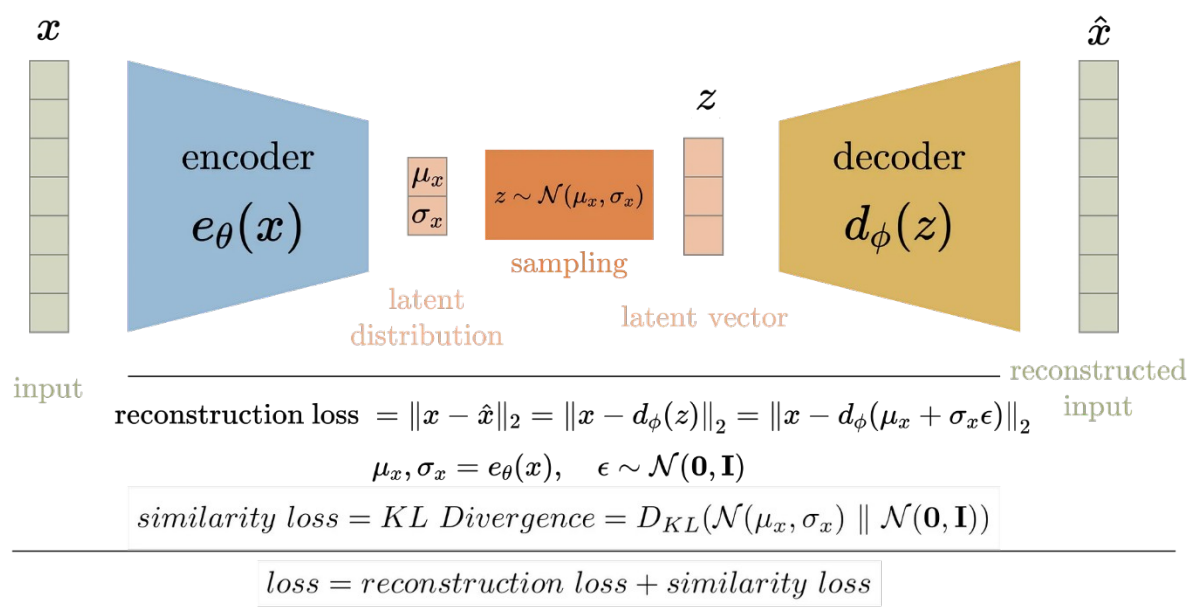 x
x̂
z
encoder
e_θ(x)
μ_x
σ_x
z ∼ 𝒩(μ_x, σ_x)
sampling
decoder
d_ϕ(z)
latent
distribution
latent vector
input
reconstructed
input
reconstruction loss = ‖x − x̂‖₂ = ‖x − d_ϕ(z)‖₂ = ‖x − d_ϕ(μ_x + σ_xϵ)‖₂
μ_x, σ_x = e_θ(x),   ϵ ∼ 𝒩(𝟎, 𝐈)
similarity loss = KL Divergence = D_KL(𝒩(μ_x, σ_x) ∥ 𝒩(𝟎, 𝐈))
loss = reconstruction loss + similarity loss